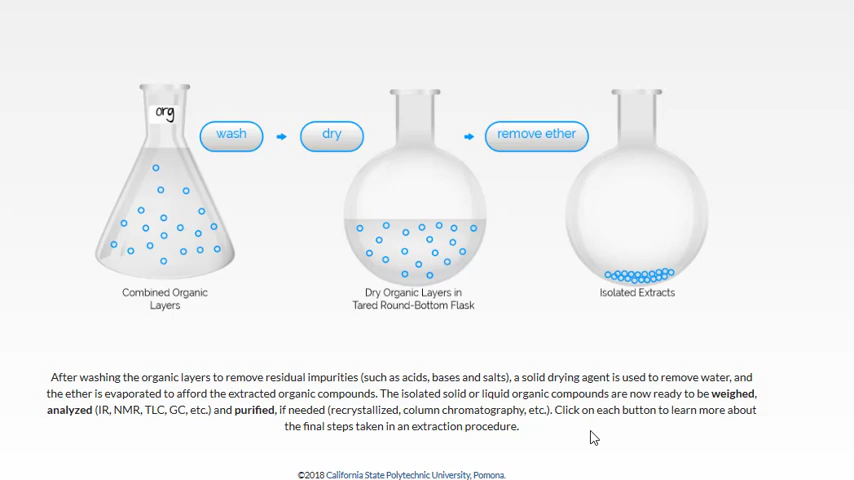 org
wash
dry
remove ether
Combined Organic
Layers
Dry Organic Layers in
Tared Round-Bottom Flask
Isolated Extracts
After washing the organic layers to remove residual impurities (such as acids, bases and salts), a solid drying agent is used to remove water, and
the ether is evaporated to afford the extracted organic compounds. The isolated solid or liquid organic compounds are now ready to be weighed,
analyzed (IR, NMR, TLC, GC, etc.) and purified, if needed (recrystallized, column chromatography, etc.). Click on each button to learn more about
the final steps taken in an extraction procedure.
©2018 California State Polytechnic University, Pomona.